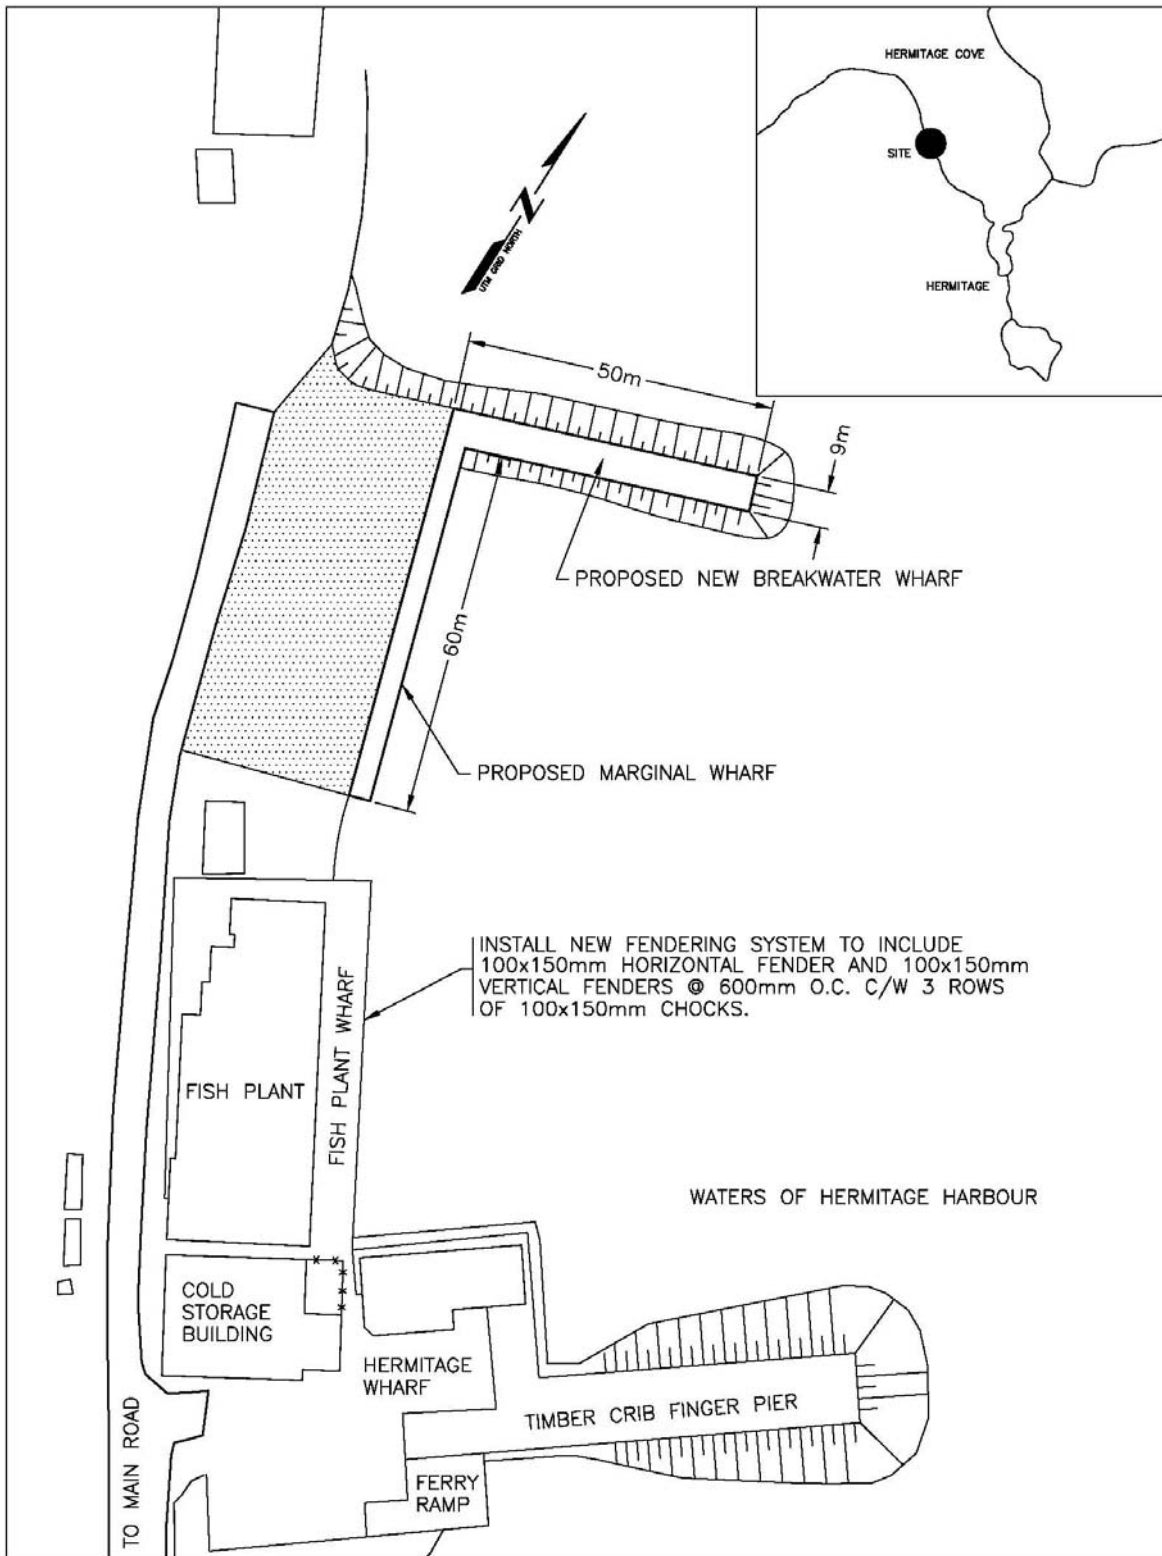 HERMITAGE COVE
SITE
HERMITAGE
N
UTM GRID NORTH
50m
9m
PROPOSED NEW BREAKWATER WHARF
60m
PROPOSED MARGINAL WHARF
INSTALL NEW FENDERING SYSTEM TO INCLUDE
100x150mm HORIZONTAL FENDER AND 100x150mm
VERTICAL FENDERS @ 600mm O.C. C/W 3 ROWS
OF 100x150mm CHOCKS.
FISH PLANT
FISH PLANT WHARF
WATERS OF HERMITAGE HARBOUR
COLD
STORAGE
BUILDING
HERMITAGE
WHARF
TIMBER CRIB FINGER PIER
FERRY
RAMP
TO MAIN ROAD